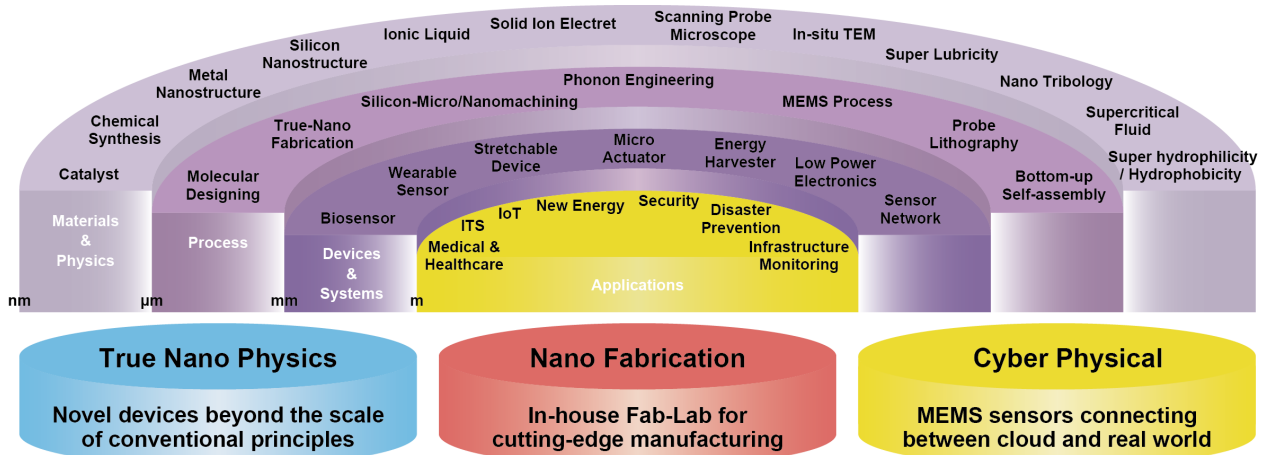 Catalyst
Chemical
Synthesis
Metal
Nanostructure
Silicon
Nanostructure
Ionic Liquid
Solid Ion Electret
Scanning Probe
Microscope
In-situ TEM
Super Lubricity
Nano Tribology
Supercritical
Fluid
Super hydrophilicity
/ Hydrophobicity
Molecular
Designing
True-Nano
Fabrication
Silicon-Micro/Nanomachining
Phonon Engineering
MEMS Process
Probe
Lithography
Bottom-up
Self-assembly
Biosensor
Wearable
Sensor
Stretchable
Device
Micro
Actuator
Energy
Harvester
Low Power
Electronics
Sensor
Network
Medical &
Healthcare
ITS
IoT
New Energy
Security
Disaster
Prevention
Infrastructure
Monitoring
Materials
&
Physics
Process
Devices
&
Systems
Applications
nm
μm
mm
m
True Nano Physics
Novel devices beyond the scale
of conventional principles
Nano Fabrication
In-house Fab-Lab for
cutting-edge manufacturing
Cyber Physical
MEMS sensors connecting
between cloud and real world